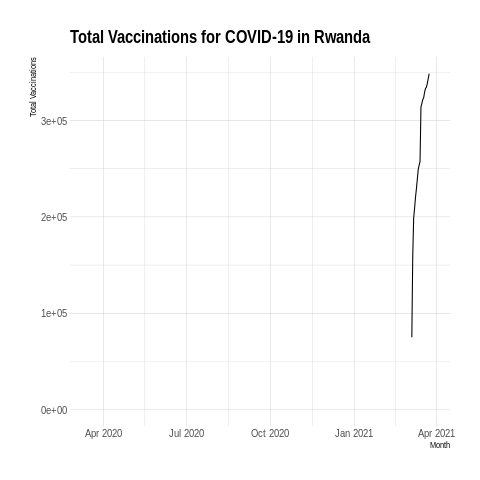 Total Vaccinations for COVID-19 in Rwanda
Total Vaccinations
3e+05
2e+05
1e+05
0e+00
Apr 2020 Jul 2020 Oct 2020 Jan 2021 Apr 2021
Month